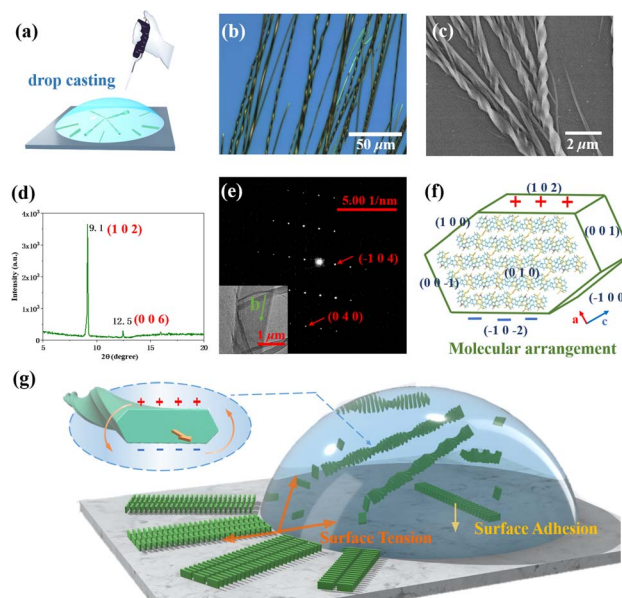 (a)
drop casting
(b)
50 μm
(c)
2 μm
(d)
Intensity (a.u.)
4x10³
3x10³
2x10³
1x10³
0
9.1 (1 0 2)
12.5 (0 0 6)
5 10 15 20
2Θ (degree)
(e)
5.00 1/nm
(-1 0 4)
(0 4 0)
b
1 μm
(f)
(1 0 2)
+ + +
(1 0 0)
(0 0 1)
(0 1 0)
(0 0 -1)
(-1 0 0)
(-1 0 -2)
a
c
Molecular arrangement
(g)
+ + + +
- - - -
Surface Tension
Surface Adhesion